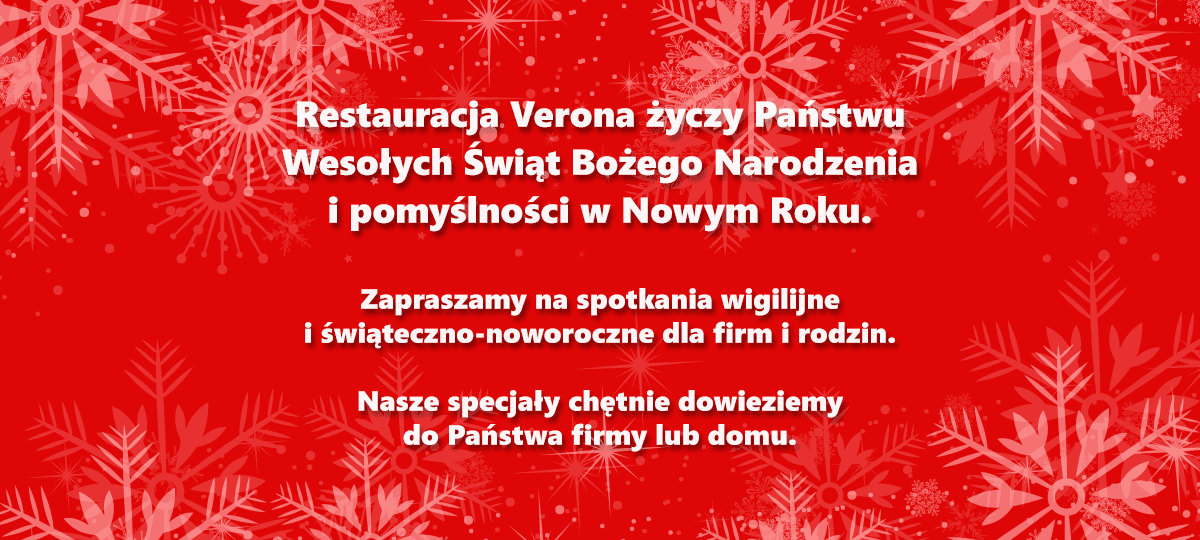 Restauracja Verona życzy Państwu
Wesołych Świąt Bożego Narodzenia
i pomyślności w Nowym Roku.
Zapraszamy na spotkania wigilijne
i świąteczno-noworoczne dla firm i rodzin.
Nasze specjały chętnie dowieziemy
do Państwa firmy lub domu.